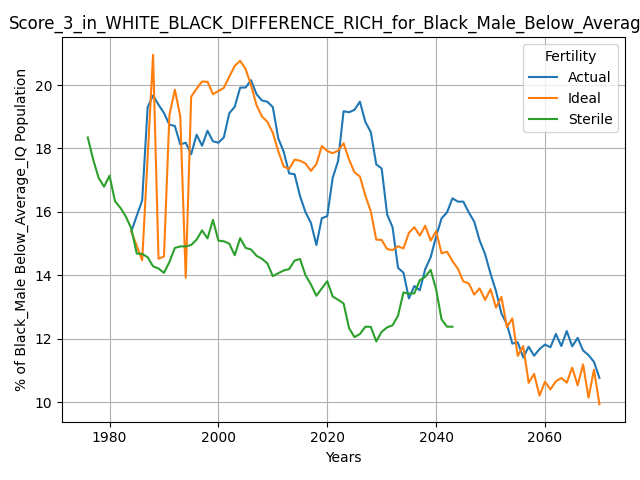 Score_3_in_WHITE_BLACK_DIFFERENCE_RICH_for_Black_Male_Below_Averag
% of Black_Male Below_Average_IQ Population
20
18
16
14
12
10
Fertility
Actual
Ideal
Sterile
1980 2000 2020 2040 2060
Years